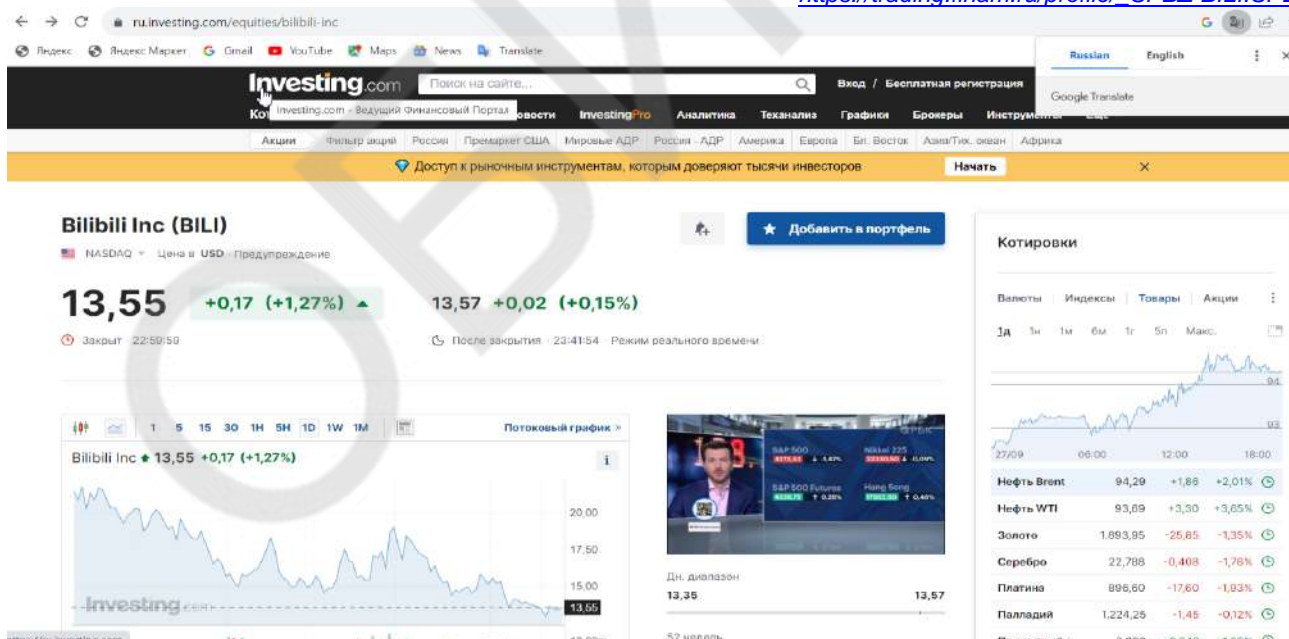 ru.investing.com/equities/bilibili-inc
Яндекс Яндекс Маркет Gmail YouTube Maps News Translate
Russian English
Google Translate
Investing.com Поиск на сайте... Вход / Бесплатная регистрация
Investing.com - Ведущий Финансовый Портал InvestingPro Аналитика Теханализ Графики Брокеры
Акции Фильтр акций Россия Премаркет США Мировые АДР Россия - АДР Америка Европа Бл. Восток Азия/Тих. океан Африка
Доступ к рыночным инструментам, которым доверяют тысячи инвесторов Начать
Bilibili Inc (BILI)
Добавить в портфель
NASDAQ Цена в USD · Предупреждение
13,55 +0,17 (+1,27%) 13,57 +0,02 (+0,15%)
Закрыт · 22:59:59 После закрытия · 23:41:54 · Режим реального времени
1 5 15 30 1H 5H 1D 1W 1M Потоковый график »
Bilibili Inc 13,55 +0,17 (+1,27%)
20,00
17,50
15,00
13,55
Investing.com
РБК
S&P 500 Nikkei 225
S&P 500 Futures Hang Seng
Дн. диапазон
13,35 13,57
52 недель
Котировки
Валюты Индексы Товары Акции
1д 1н 1м 6м 1г 5л Макс.
94
93
27/09 06:00 12:00 18:00
Нефть Brent 94,29 +1,86 +2,01%
Нефть WTI 93,69 +3,30 +3,65%
Золото 1.893,95 -25,85 -1,35%
Серебро 22,788 -0,408 -1,76%
Платина 896,60 -17,60 -1,93%
Палладий 1.224,25 -1,45 -0,12%